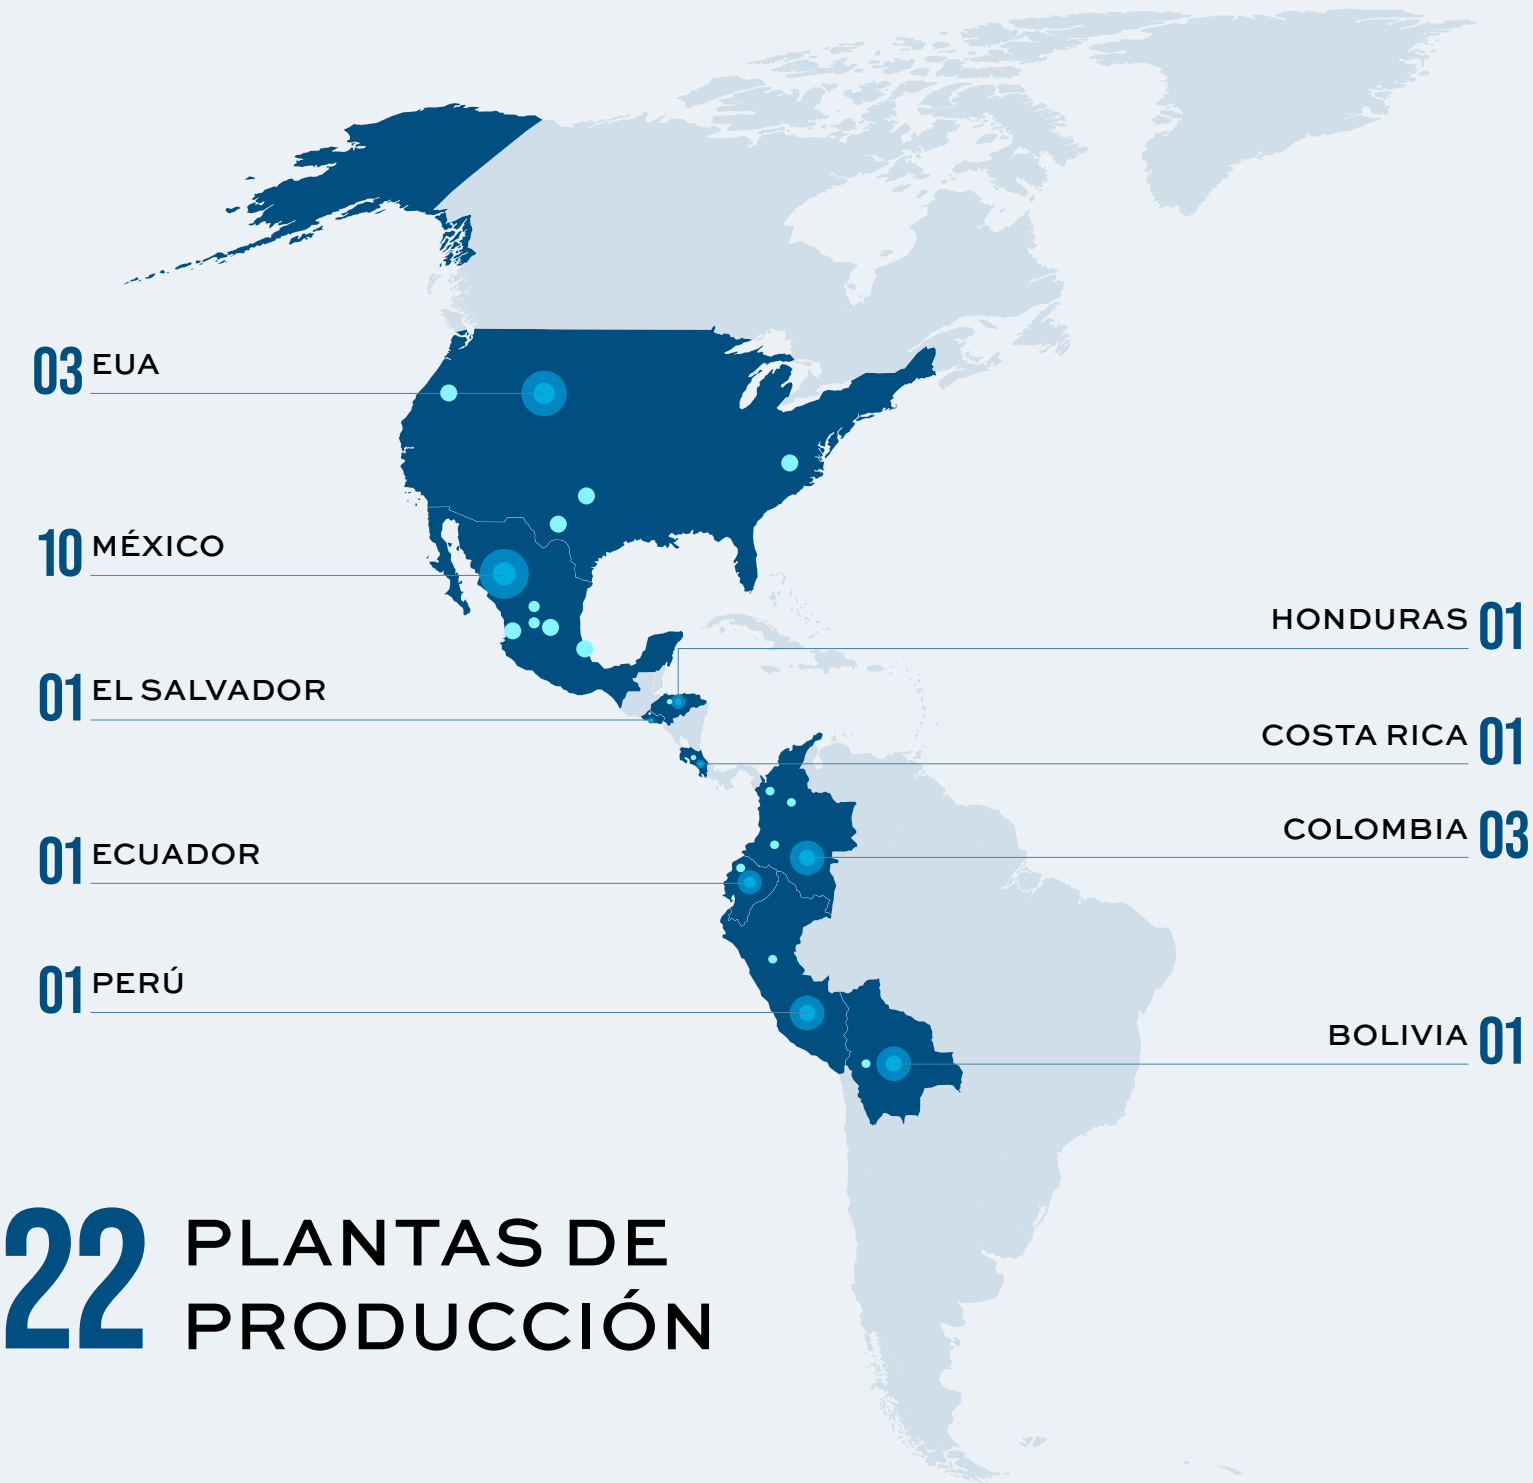 03 EUA
10 MÉXICO
01 EL SALVADOR
01 ECUADOR
01 PERÚ
HONDURAS 01
COSTA RICA 01
COLOMBIA 03
BOLIVIA 01
22 PLANTAS DE
PRODUCCIÓN